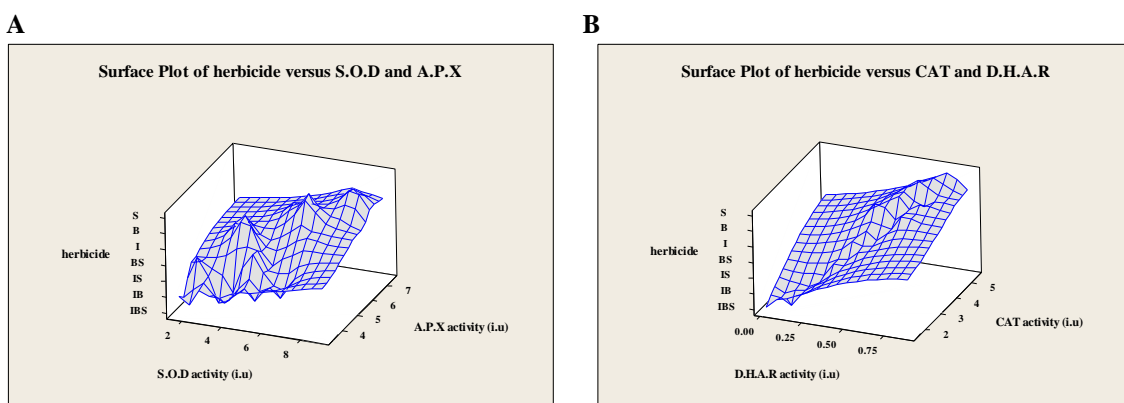 A
Surface Plot of herbicide versus S.O.D and A.P.X
S
B
I
BS
IS
IB
IBS
herbicide
2
4
6
8
S.O.D activity (i.u)
4
5
6
7
A.P.X activity (i.u)
B
Surface Plot of herbicide versus CAT and D.H.A.R
S
B
I
BS
IS
IB
IBS
herbicide
0.00
0.25
0.50
0.75
D.H.A.R activity (i.u)
2
3
4
5
CAT activity (i.u)